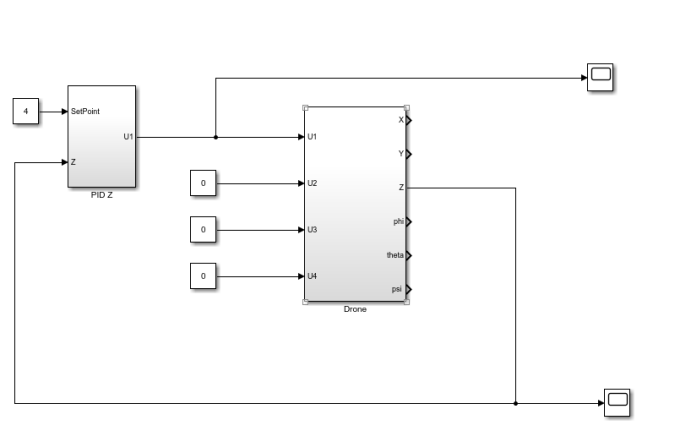 4
SetPoint
U1
Z
PID Z
0
0
0
U1
U2
U3
U4
X
Y
Z
phi
theta
psi
Drone